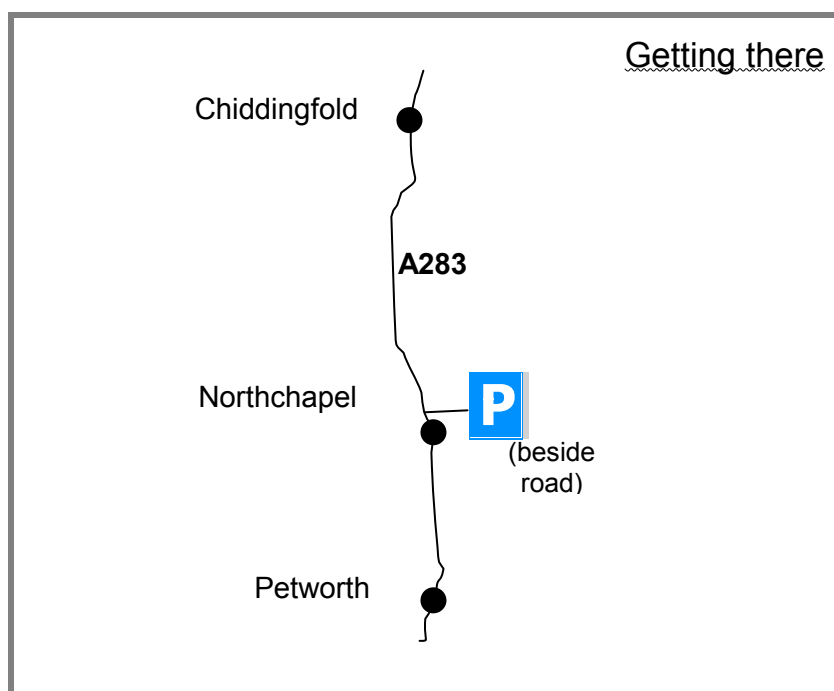 Getting there
Chiddingfold
A283
Northchapel
P
(beside
road)
Petworth